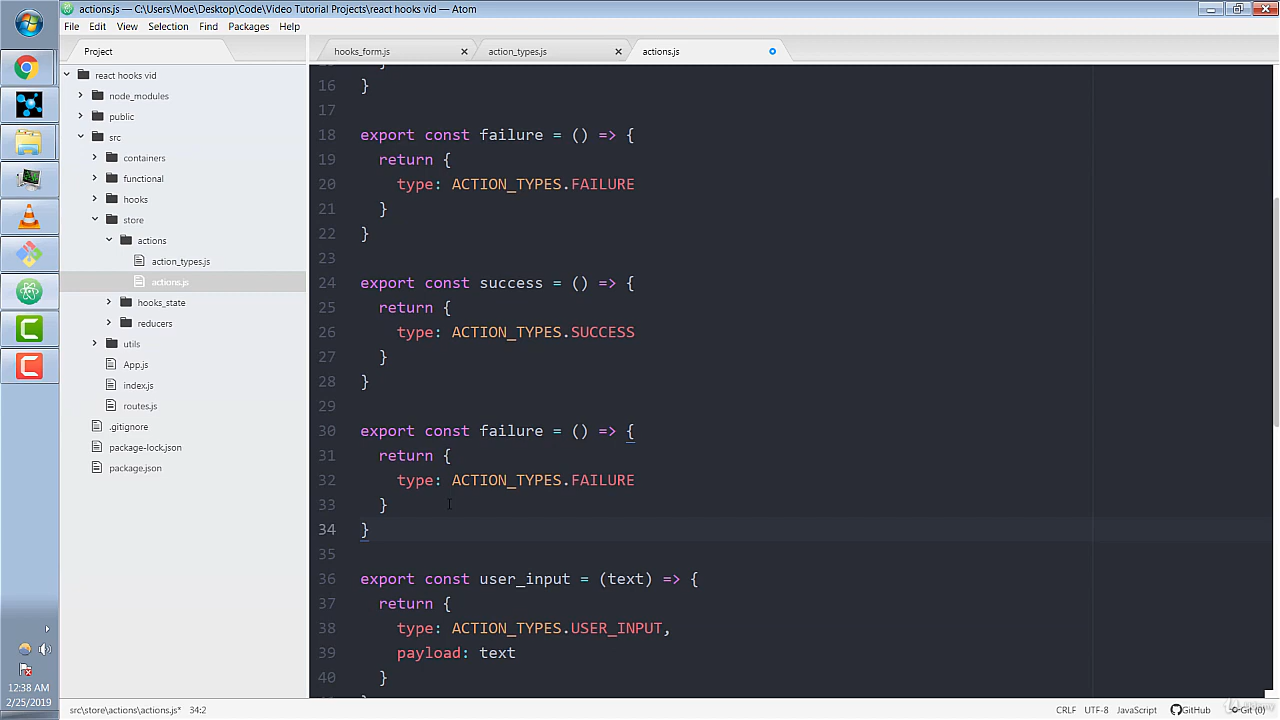 actions.js — C:\Users\Moe\Desktop\Code\Video Tutorial Projects\react hooks vid — Atom
File Edit View Selection Find Packages Help
Project
hooks_form.js
action_types.js
actions.js
react hooks vid
node_modules
public
src
containers
functional
hooks
store
actions
action_types.js
actions.js
hooks_state
reducers
utils
App.js
index.js
routes.js
.gitignore
package-lock.json
package.json
16 }
17
18 export const failure = () => {
19 return {
20 type: ACTION_TYPES.FAILURE
21 }
22 }
23
24 export const success = () => {
25 return {
26 type: ACTION_TYPES.SUCCESS
27 }
28 }
29
30 export const failure = () => {
31 return {
32 type: ACTION_TYPES.FAILURE
33 }
34 }
35
36 export const user_input = (text) => {
37 return {
38 type: ACTION_TYPES.USER_INPUT,
39 payload: text
40 }
12:38 AM
2/25/2019
src\store\actions\actions.js* 34:2
CRLF UTF-8 JavaScript GitHub Git (0)